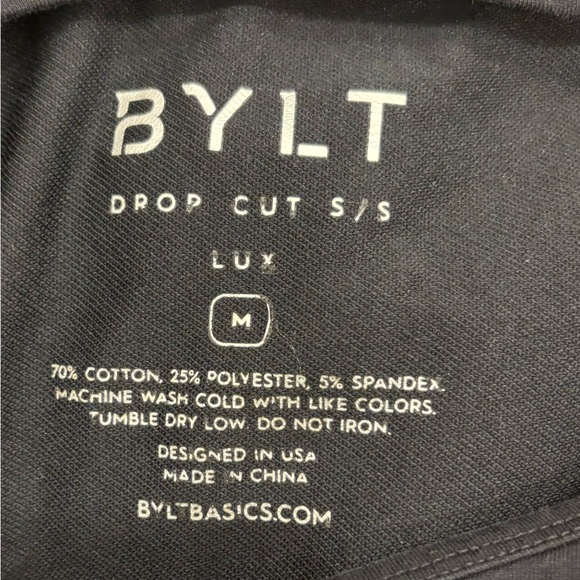 BYLT
DROP CUT S/S
LUX
M
70% COTTON, 25% POLYESTER, 5% SPANDEX.
MACHINE WASH COLD WITH LIKE COLORS.
TUMBLE DRY LOW. DO NOT IRON.
DESIGNED IN USA
MADE IN CHINA
BYLTBASICS.COM